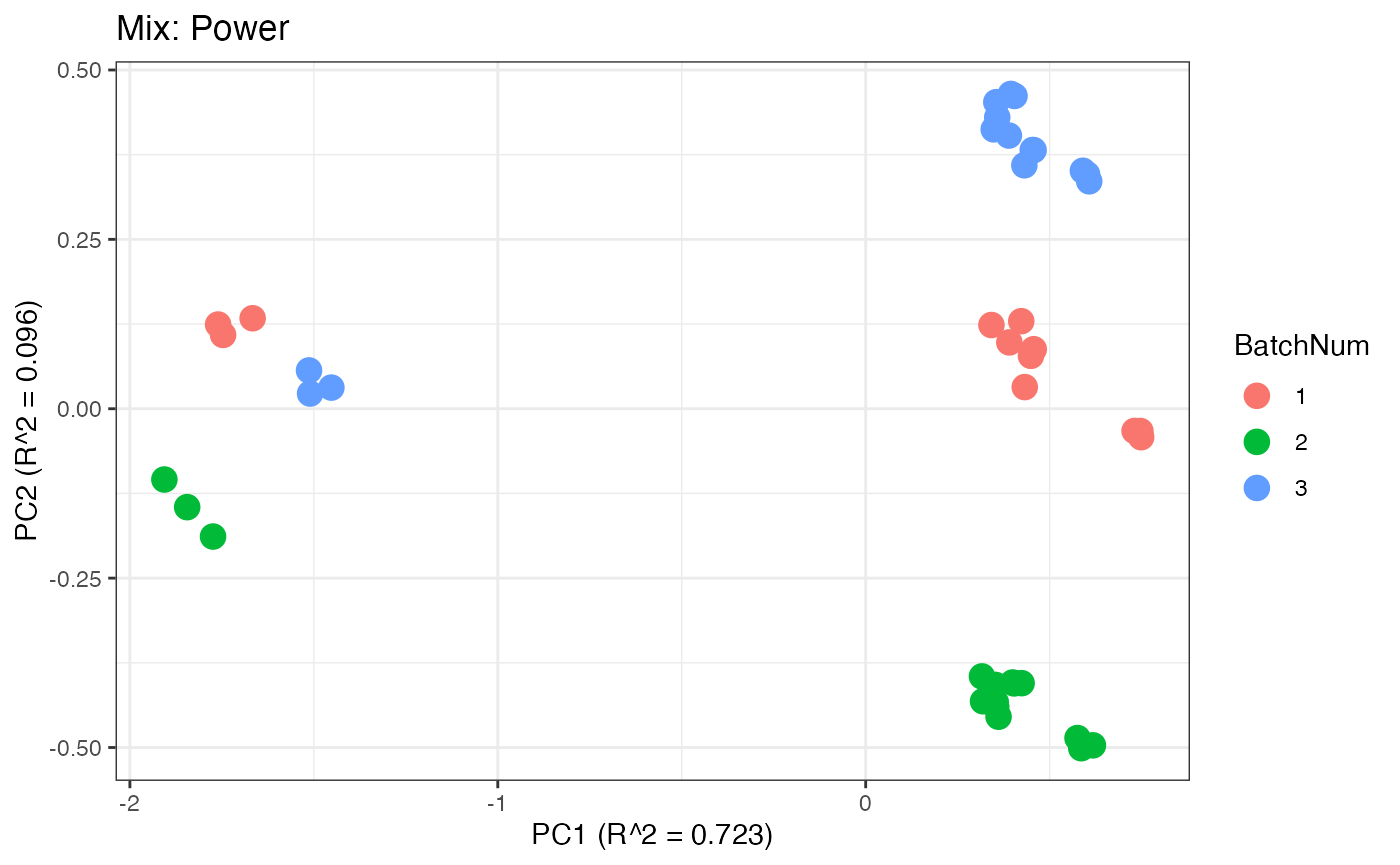 Mix: Power
0.50
0.25
0.00
-0.25
-0.50
PC2 (R^2 = 0.096)
-2
-1
0
PC1 (R^2 = 0.723)
BatchNum
1
2
3